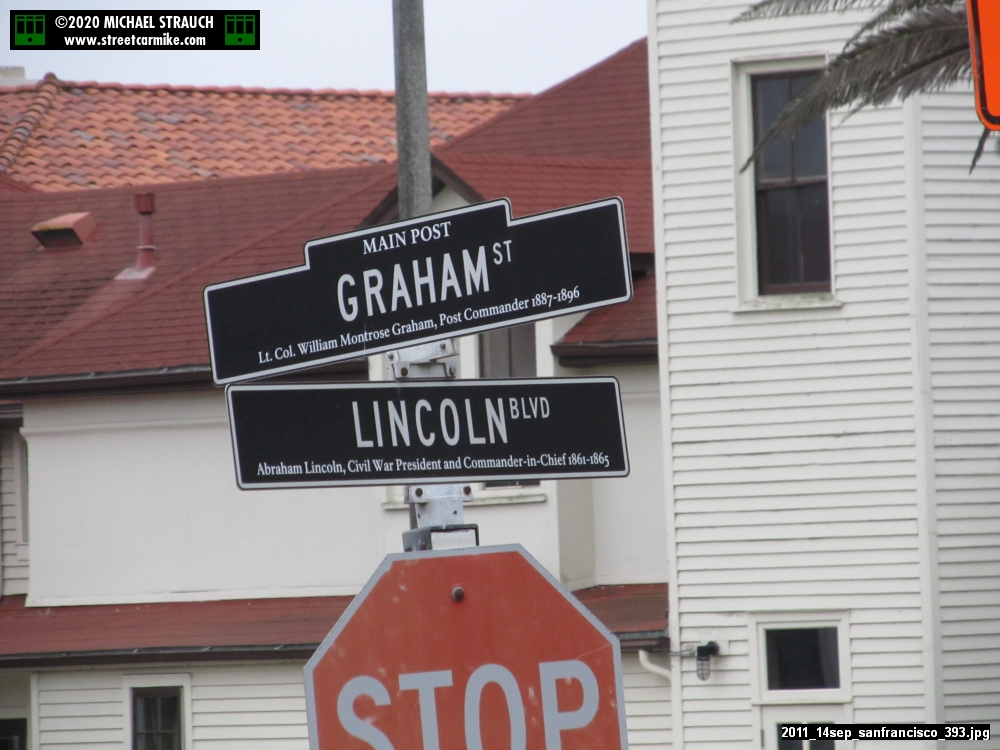 ©2020 MICHAEL STRAUCH
www.streetcarmike.com
MAIN POST
GRAHAM ST
Lt. Col. William Montrose Graham, Post Commander 1887-1896
LINCOLN BLVD
Abraham Lincoln, Civil War President and Commander-in-Chief 1861-1865
STOP
2011_14sep_sanfrancisco_393.jpg